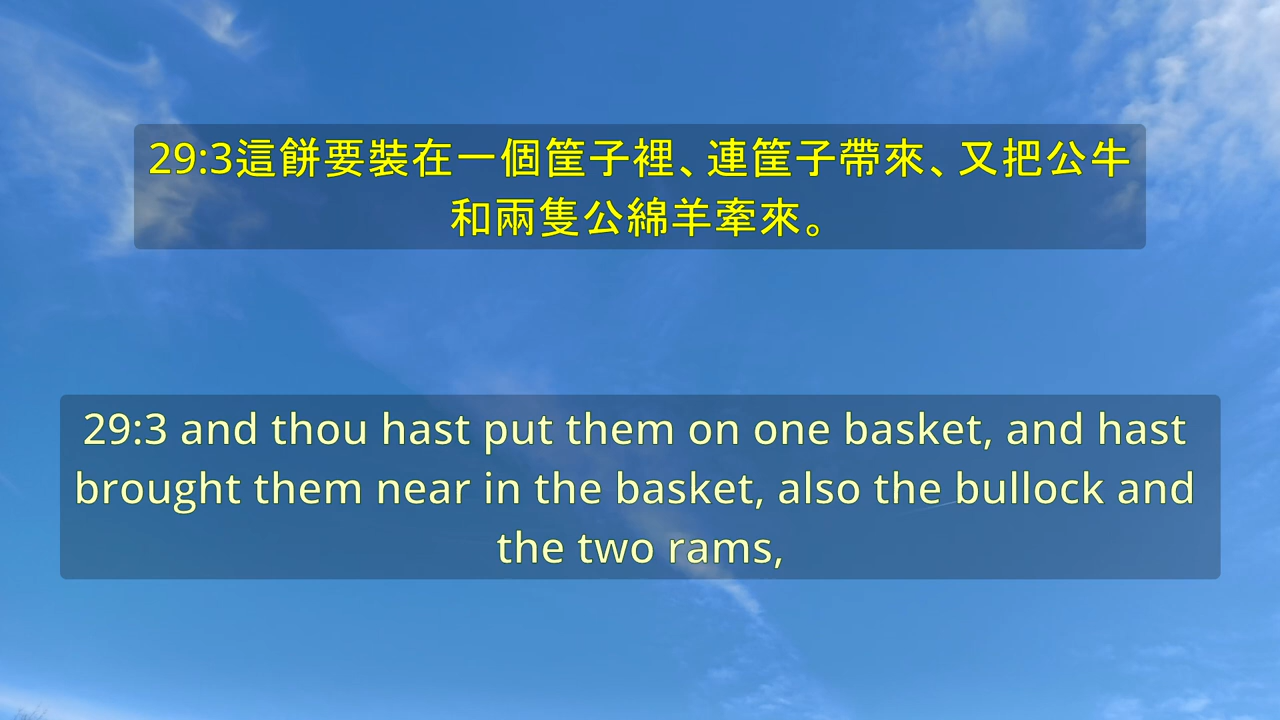 29:3這餅要裝在一個筐子裡、連筐子帶來、又把公牛
和兩隻公綿羊牽來。
29:3 and thou hast put them on one basket, and hast
brought them near in the basket, also the bullock and
the two rams,